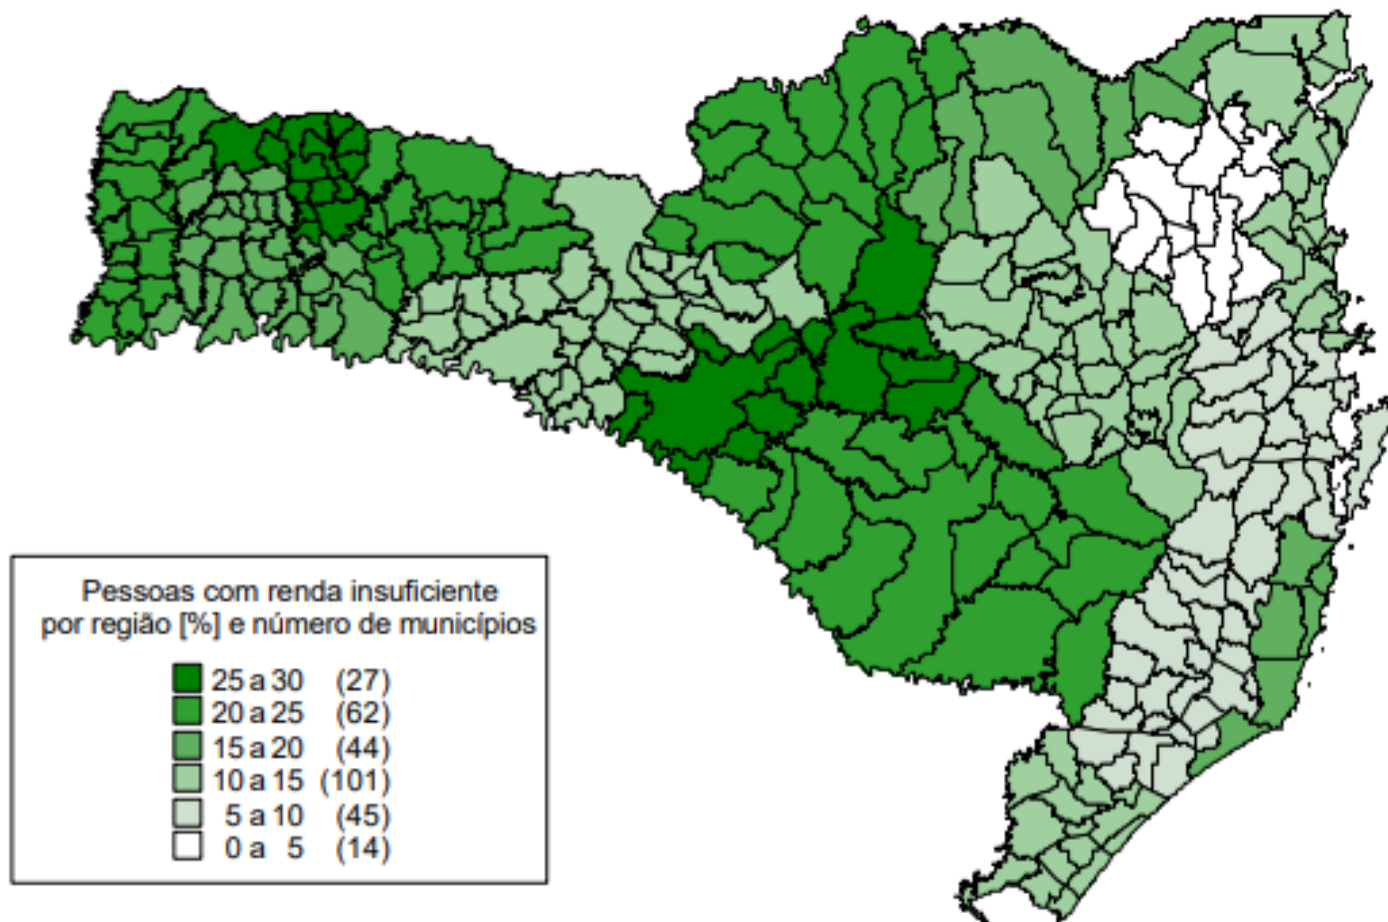 Pessoas com renda insuficiente
por região [%] e número de municípios
25 a 30 (27)
20 a 25 (62)
15 a 20 (44)
10 a 15 (101)
5 a 10 (45)
0 a 5 (14)